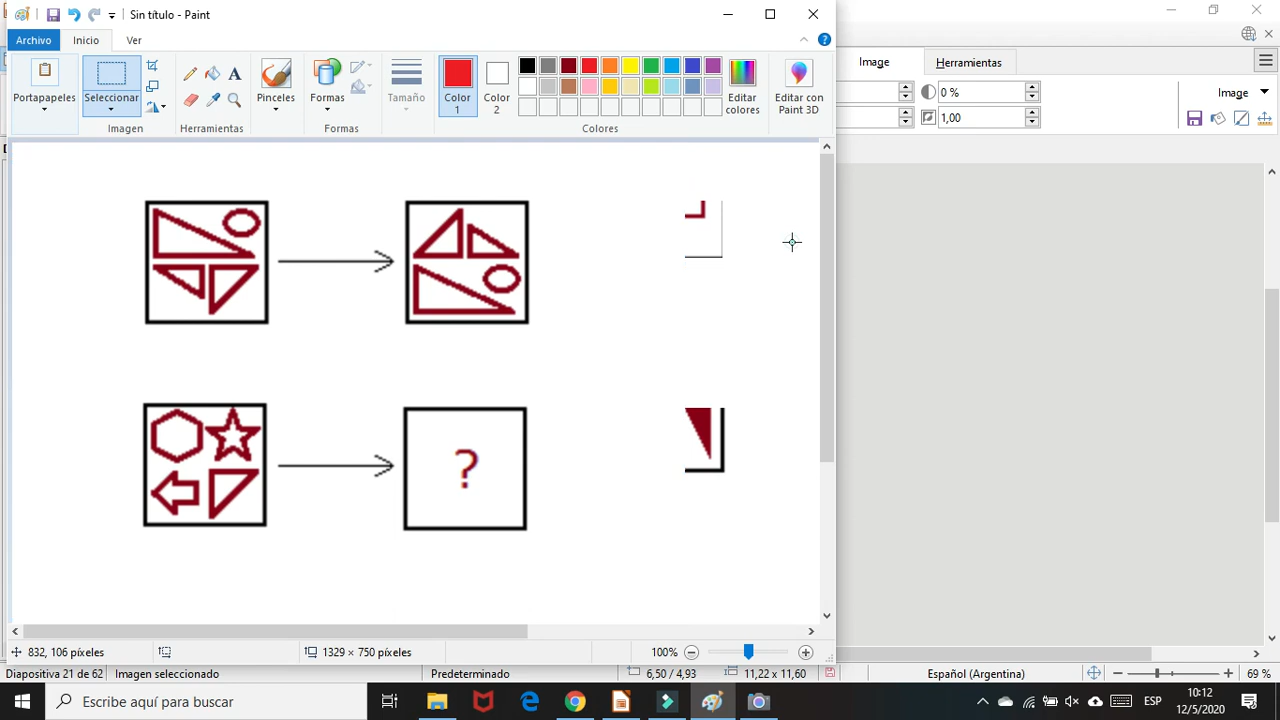 Sin título - Paint
Archivo Inicio Ver
Imagen Herramientas
Portapapeles Seleccionar Pinceles Formas Tamaño Color 1 Color 2 Editar colores Editar con Paint 3D
Imagen Herramientas Formas Colores
0 % Image
1,00
?
832, 106 píxeles 1329 × 750 píxeles 100%
Diapositiva 21 de 62 Imagen seleccionado Predeterminado 6,50 / 4,93 11,22 x 11,60 Español (Argentina) 69 %
Escribe aquí para buscar ESP 10:12 12/5/2020